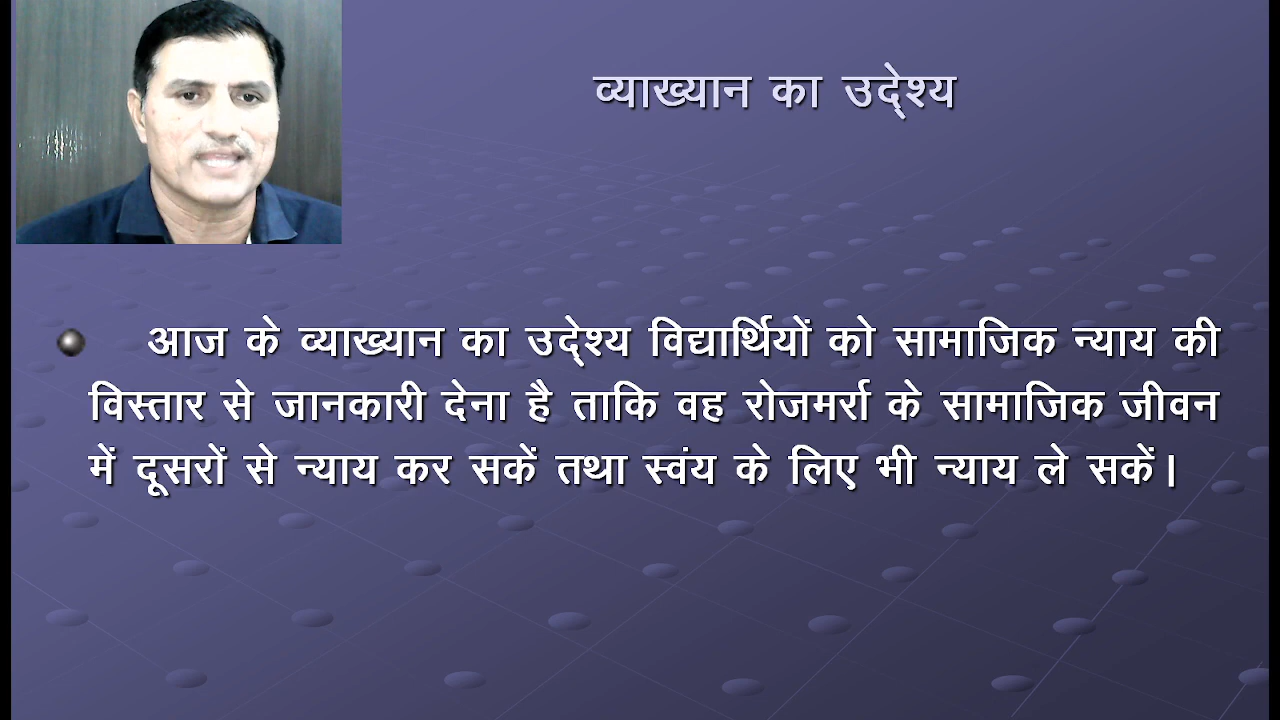 व्याख्यान का उद्देश्य
आज के व्याख्यान का उद्देश्य विद्यार्थियों को सामाजिक न्याय की
विस्तार से जानकारी देना है ताकि वह रोजमर्रा के सामाजिक जीवन
में दूसरों से न्याय कर सकें तथा स्वंय के लिए भी न्याय ले सकें।